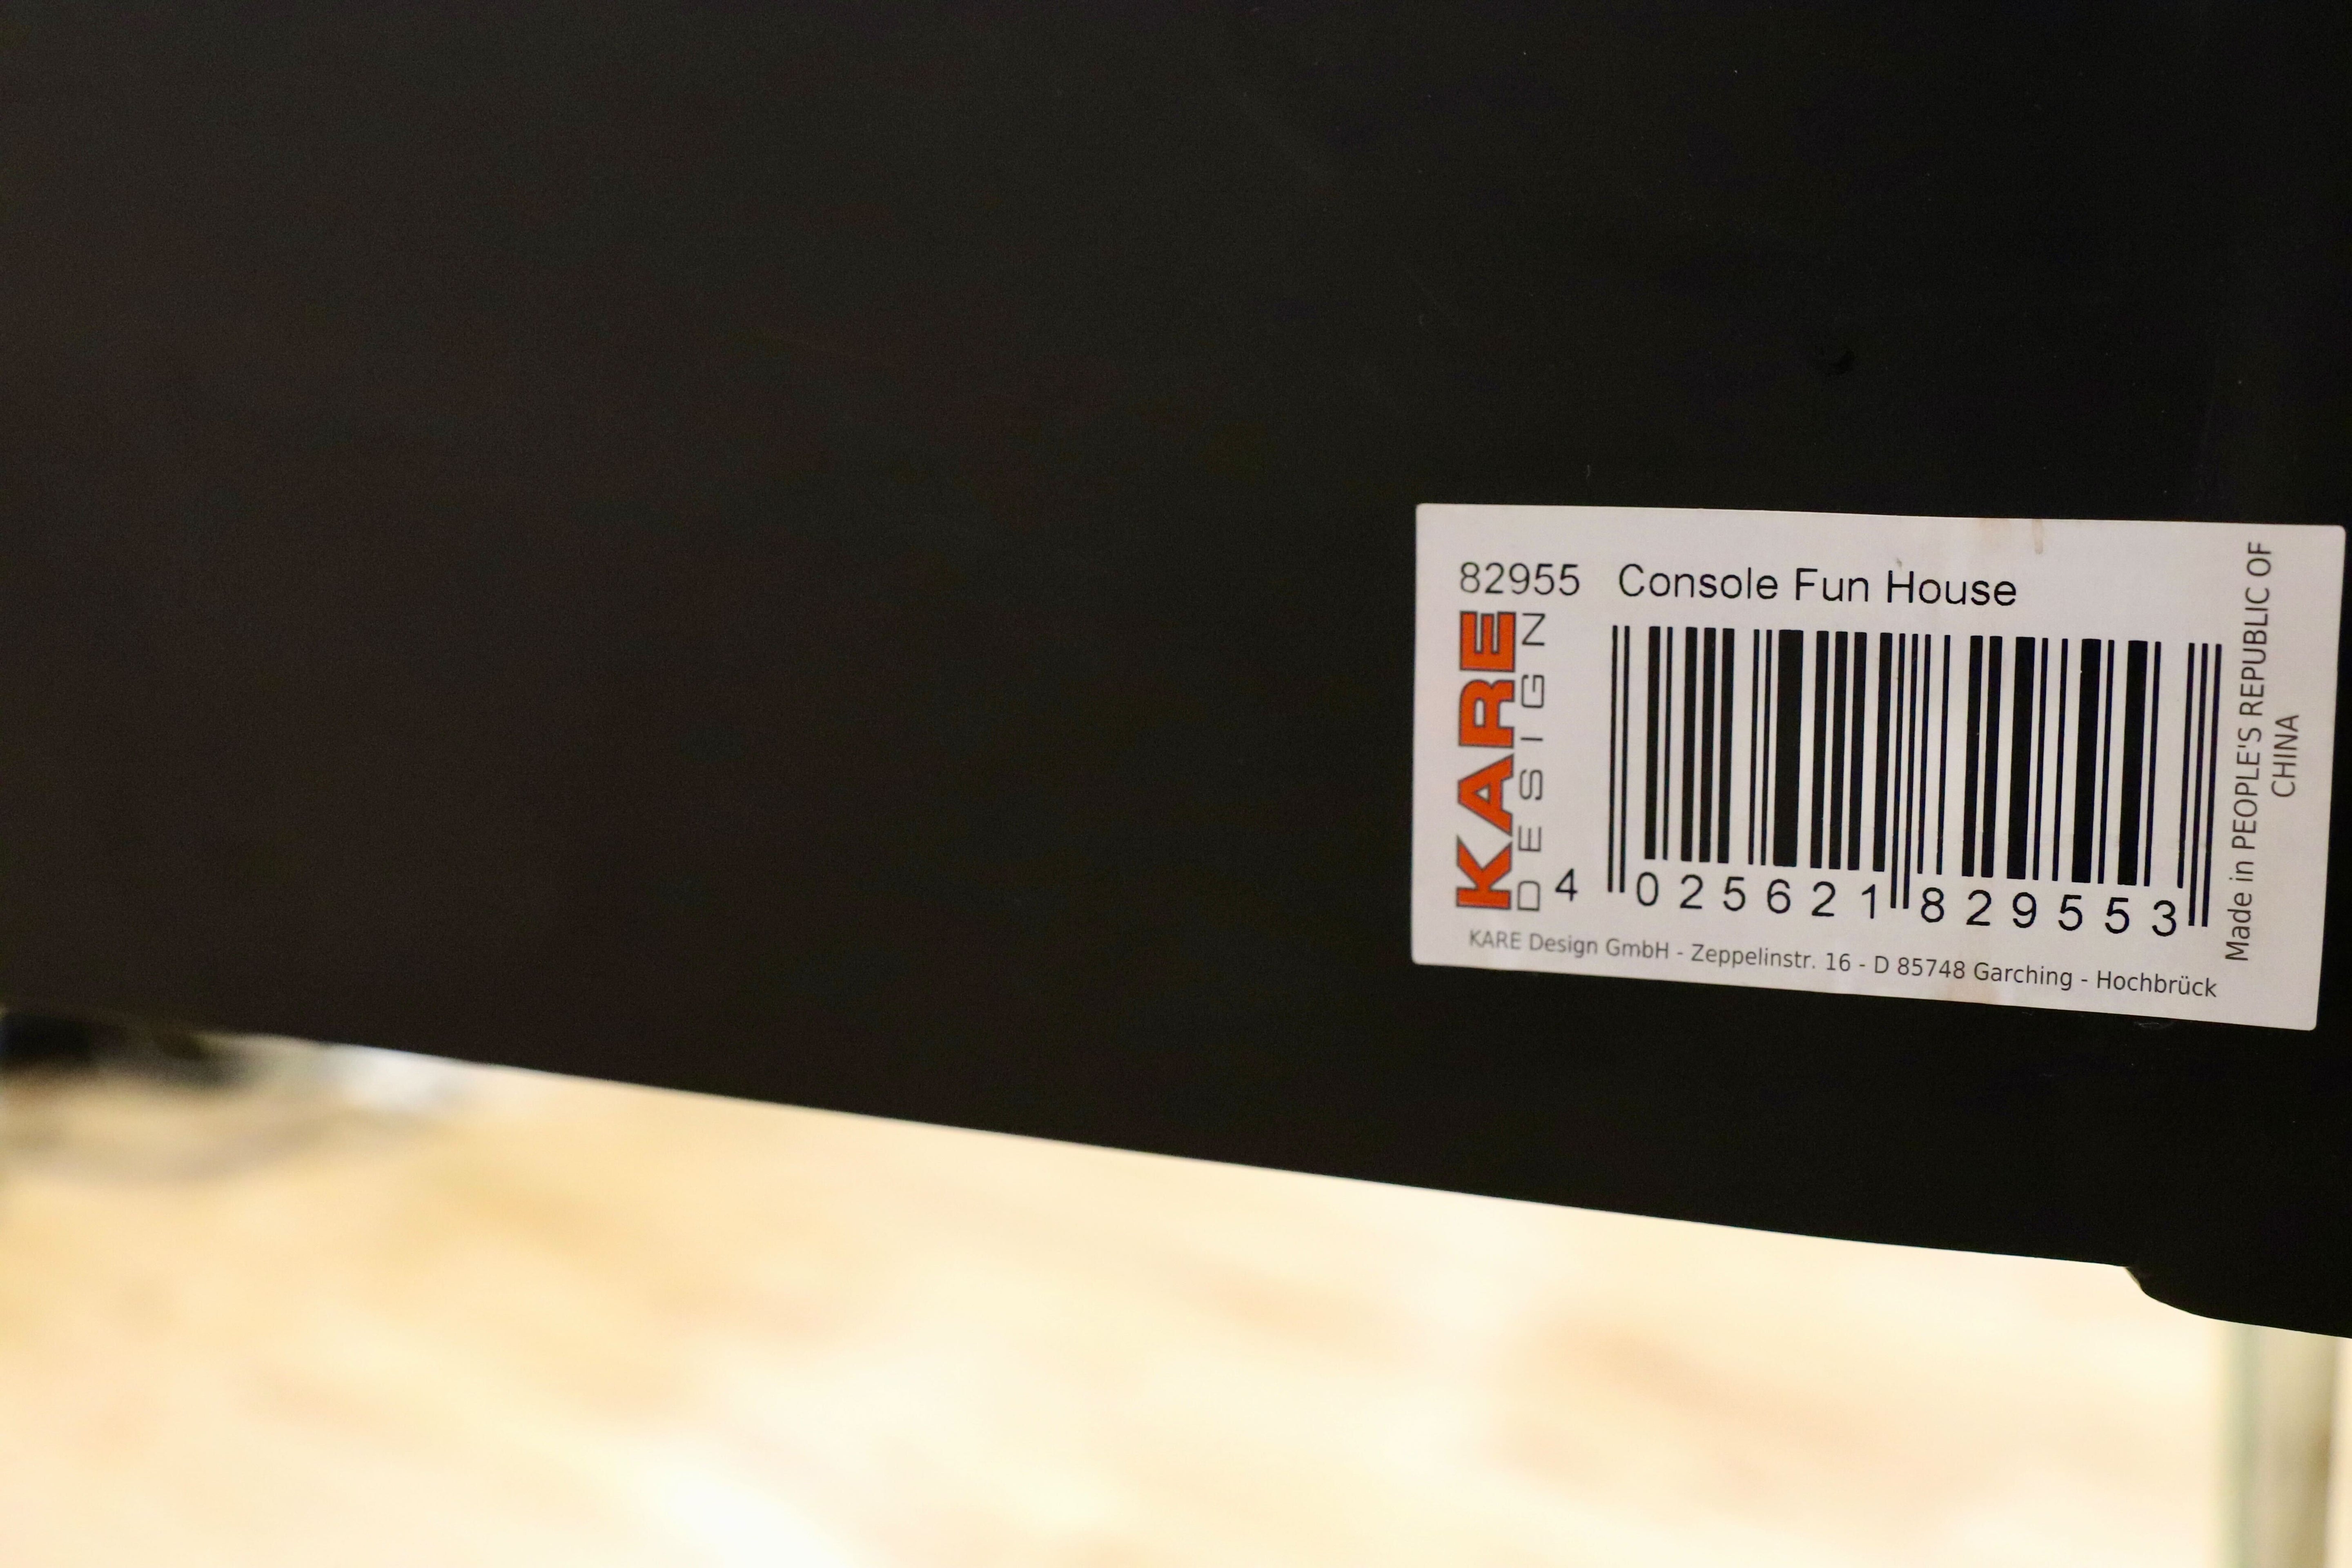 82955 Console Fun House
KARE
DESIGN
4 025621 829553
KARE Design GmbH - Zeppelinstr. 16 - D 85748 Garching - Hochbrück
Made in PEOPLE'S REPUBLIC OF
CHINA